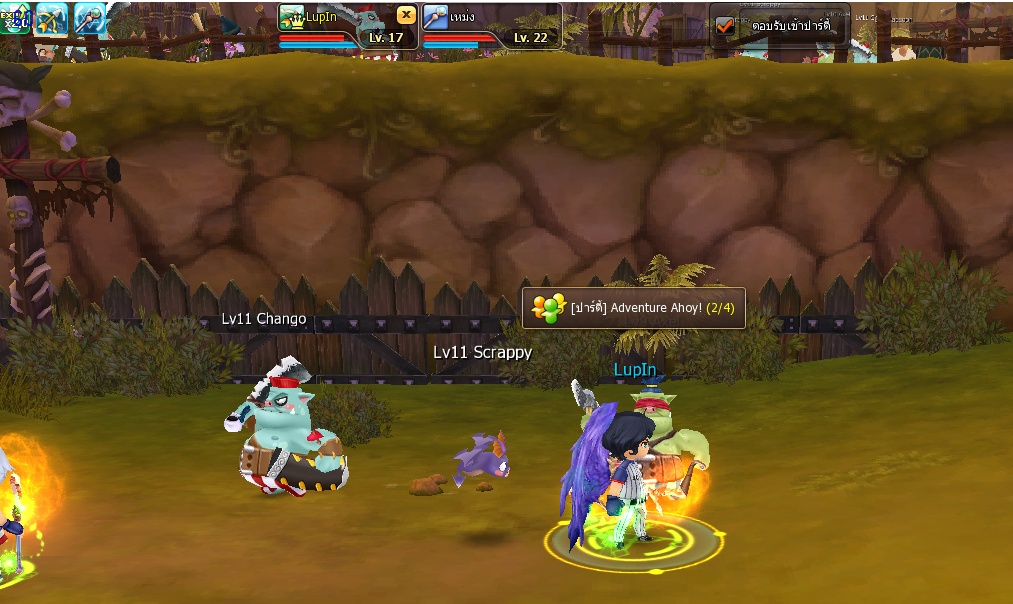 LupIn
Lv. 17
เหม่ง
Lv. 22
ตอบรับเข้าปาร์ตี้
[ปาร์ตี้] Adventure Ahoy! (2/4)
Lv11 Chango
Lv11 Scrappy
LupIn